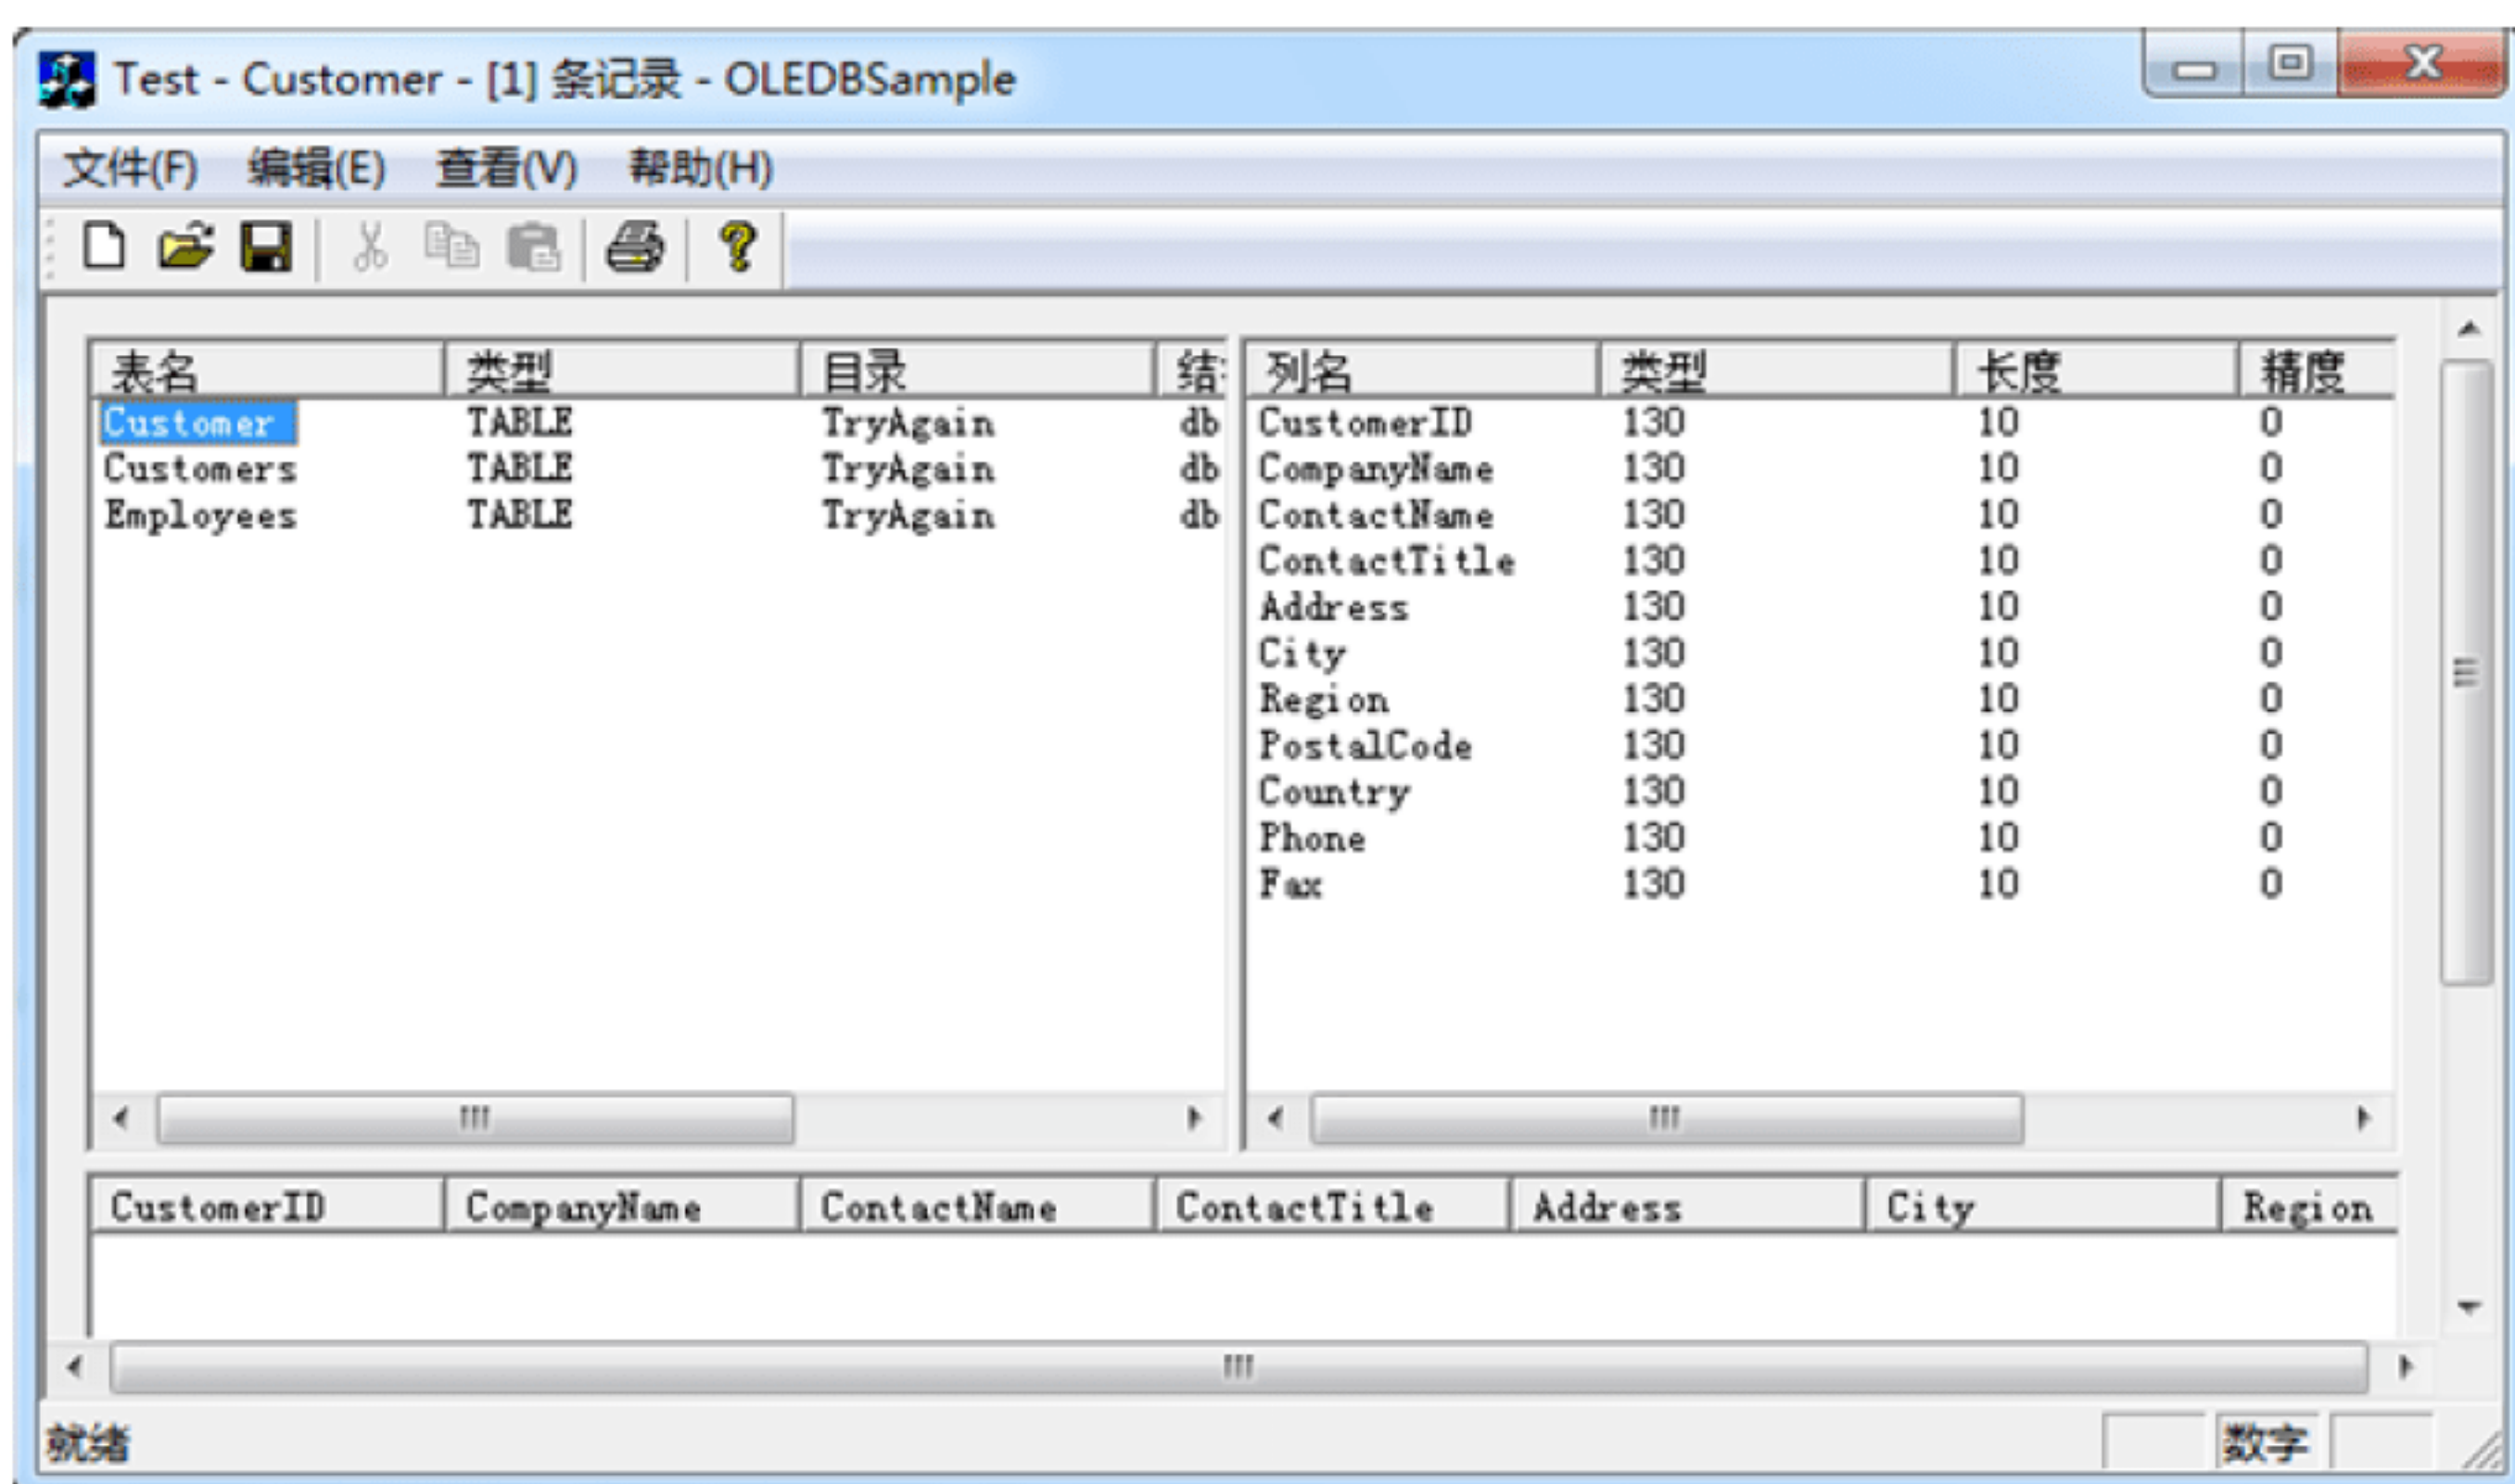 Test - Customer - [1] 条记录 - OLEDBSample
文件(F) 编辑(E) 查看(V) 帮助(H)
表名 类型 目录 结
Customer TABLE TryAgain db
Customers TABLE TryAgain db
Employees TABLE TryAgain db
列名 类型 长度 精度
CustomerID 130 10 0
CompanyName 130 10 0
ContactName 130 10 0
ContactTitle 130 10 0
Address 130 10 0
City 130 10 0
Region 130 10 0
PostalCode 130 10 0
Country 130 10 0
Phone 130 10 0
Fax 130 10 0
CustomerID CompanyName ContactName ContactTitle Address City Region
就绪 数字